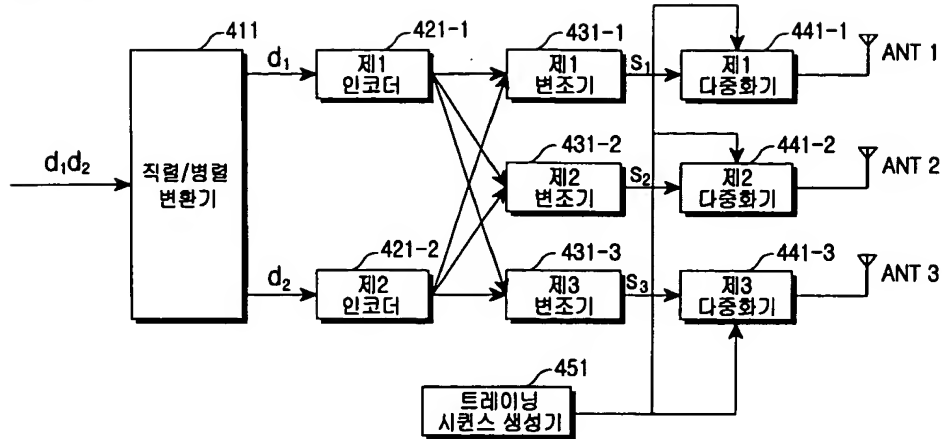 411
421-1
431-1
441-1
ANT 1
d₁
제1
인코더
제1
변조기
S₁
제1
다중화기
d₁d₂
직렬/병렬
변환기
431-2
441-2
ANT 2
제2
변조기
S₂
제2
다중화기
421-2
431-3
441-3
ANT 3
d₂
제2
인코더
제3
변조기
S₃
제3
다중화기
451
트레이닝
시퀀스 생성기